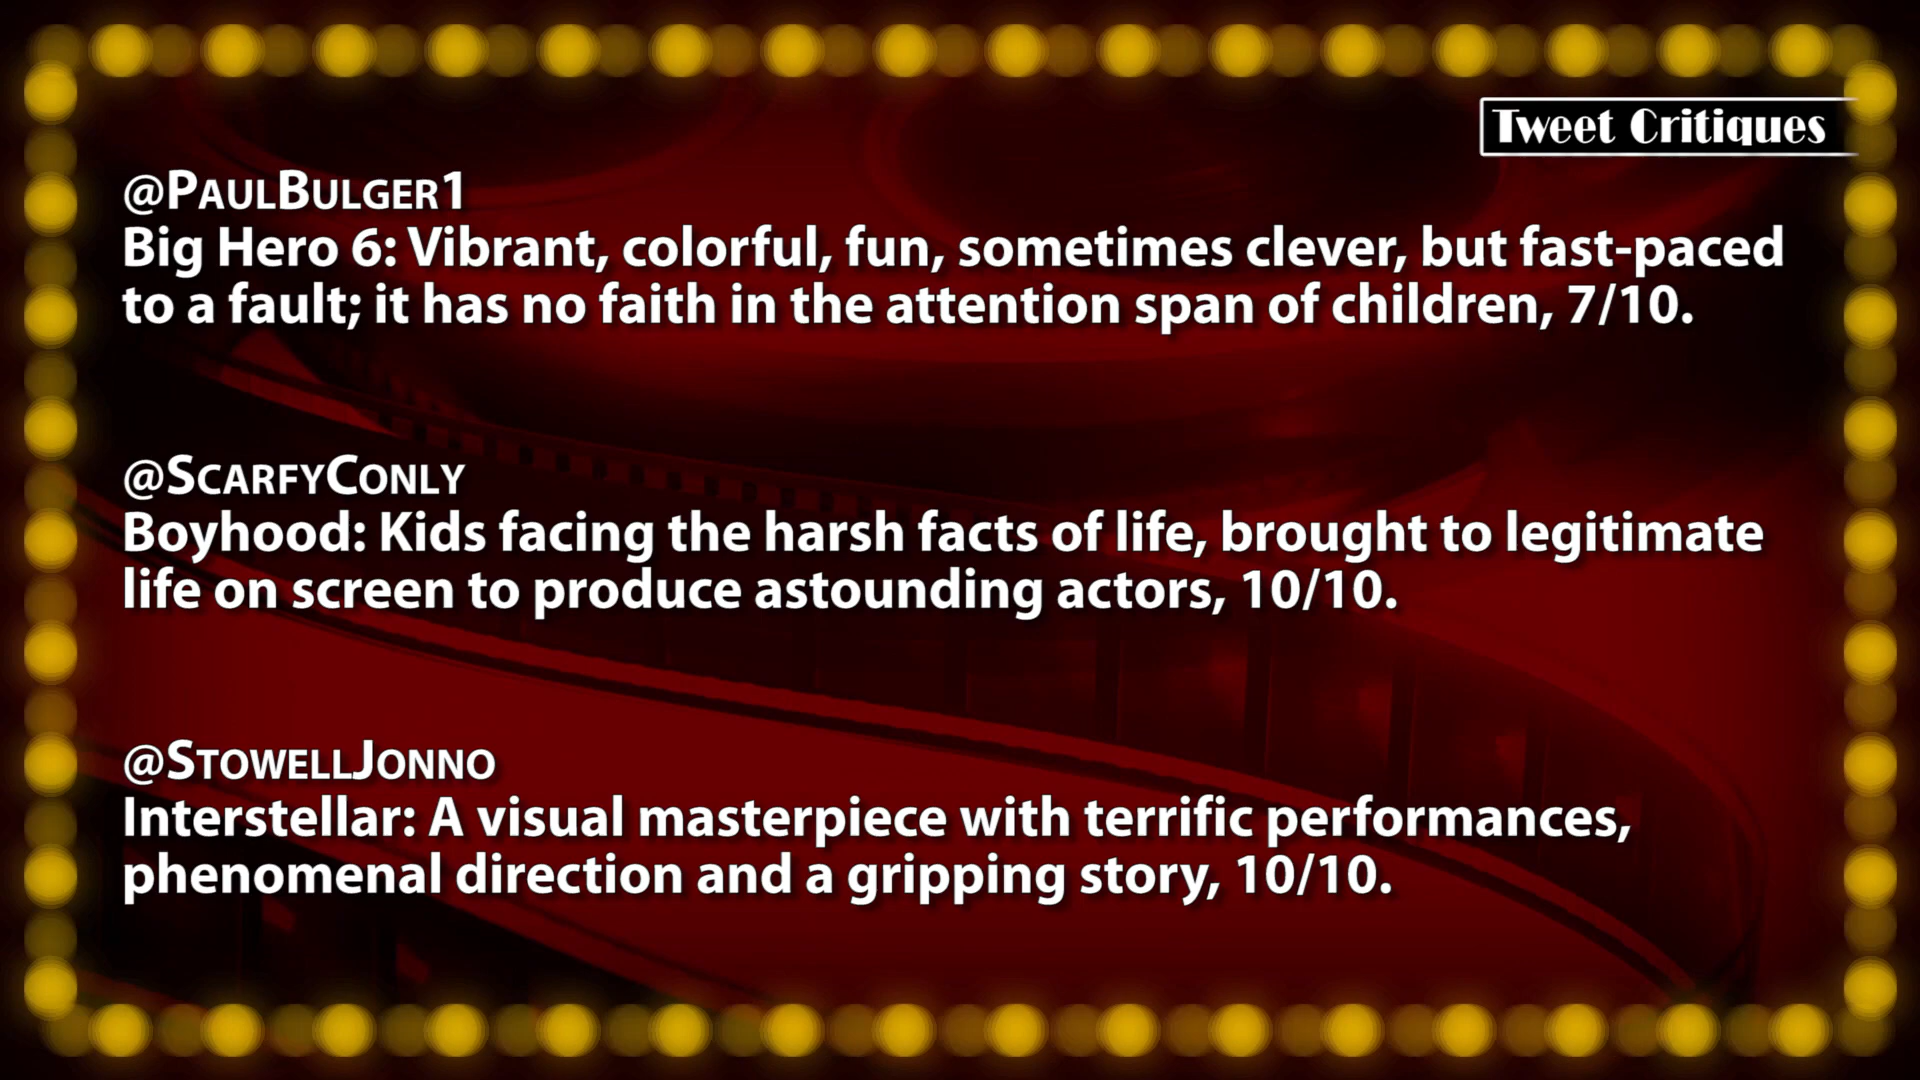 Tweet Critiques
@PAULBULGER1
Big Hero 6: Vibrant, colorful, fun, sometimes clever, but fast-paced
to a fault; it has no faith in the attention span of children, 7/10.
@SCARFYCONLY
Boyhood: Kids facing the harsh facts of life, brought to legitimate
life on screen to produce astounding actors, 10/10.
@STOWELLJONNO
Interstellar: A visual masterpiece with terrific performances,
phenomenal direction and a gripping story, 10/10.